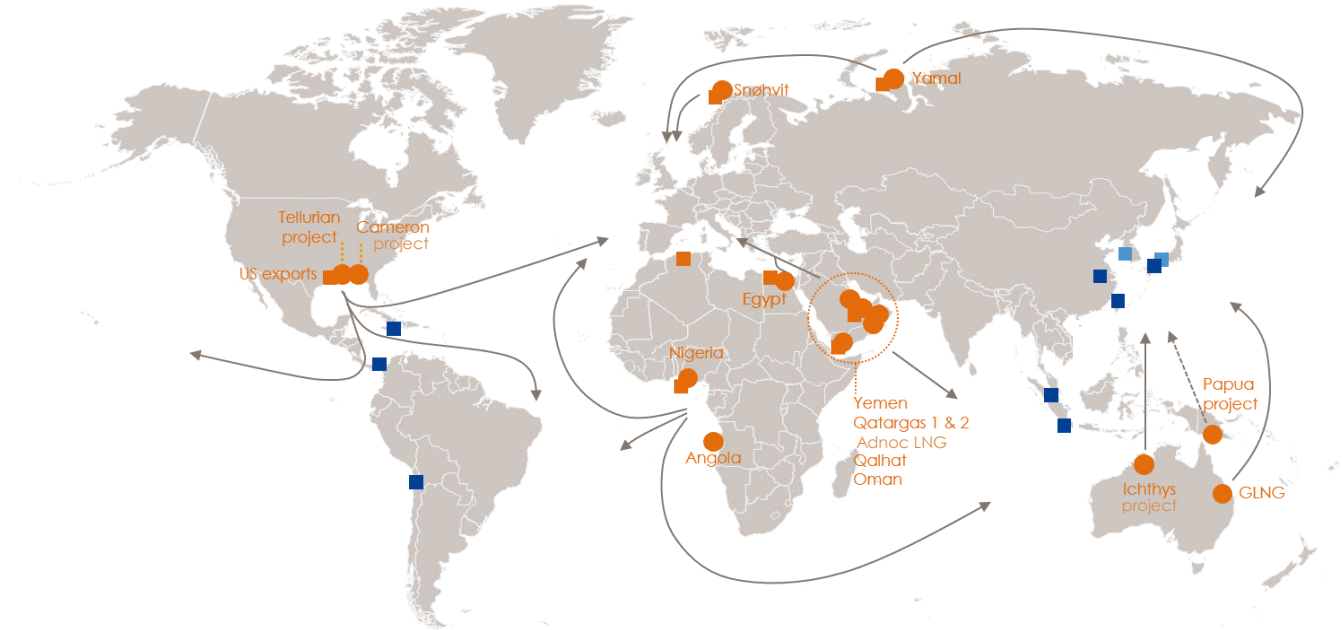 Snøhvit
Yamal
Tellurian
project
Cameron
project
US exports
Egypt
Nigeria
Angola
Yemen
Qatargas 1 & 2
Adnoc LNG
Qalhat
Oman
Papua
project
Ichthys
project
GLNG